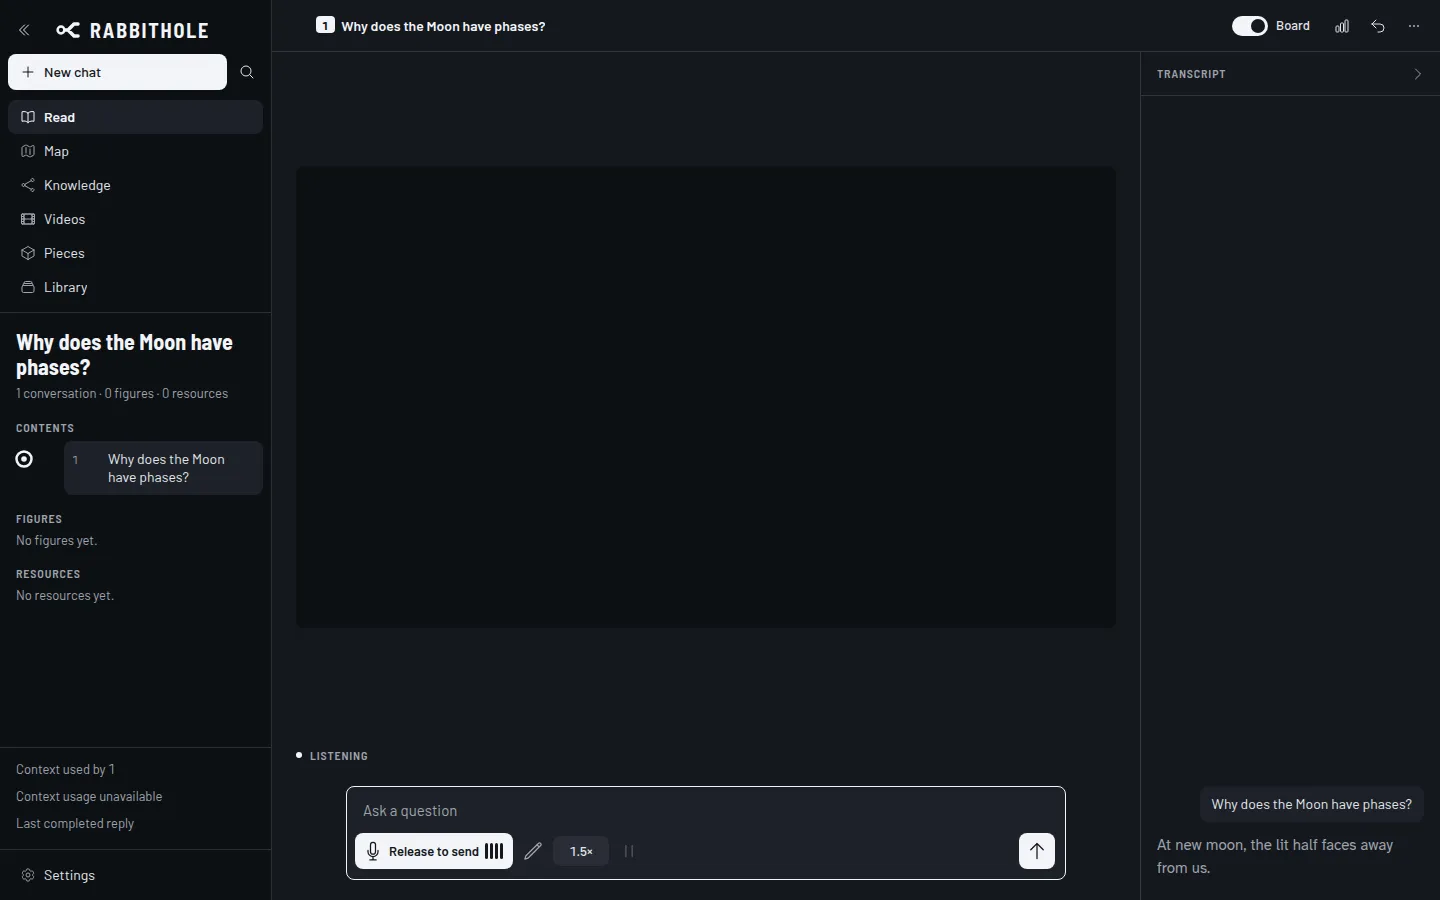 RABBITHOLE
New chat
Read
Map
Knowledge
Videos
Pieces
Library
Why does the Moon have
phases?
1 conversation · 0 figures · 0 resources
CONTENTS
1 Why does the Moon
have phases?
FIGURES
No figures yet.
RESOURCES
No resources yet.
Context used by 1
Context usage unavailable
Last completed reply
Settings
1 Why does the Moon have phases?
Board
LISTENING
Ask a question
Release to send
1.5×
TRANSCRIPT
Why does the Moon have phases?
At new moon, the lit half faces away
from us.